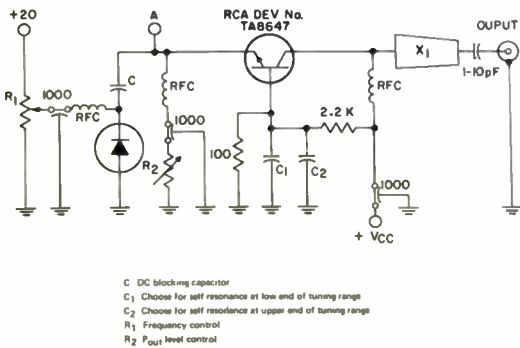 +20
A
RCA DEV No.
TA8647
OUPUT
X1
1-10pF
C
R1
1000
RFC
RFC
1000
R2
100
C1
C2
2.2 K
RFC
1000
+ VCC
C DC blocking capacitor
C1 Choose for self resonance at low end of tuning range
C2 Choose for self resonance at upper end of tuning range
R1 Frequency control
R2 Pout level control